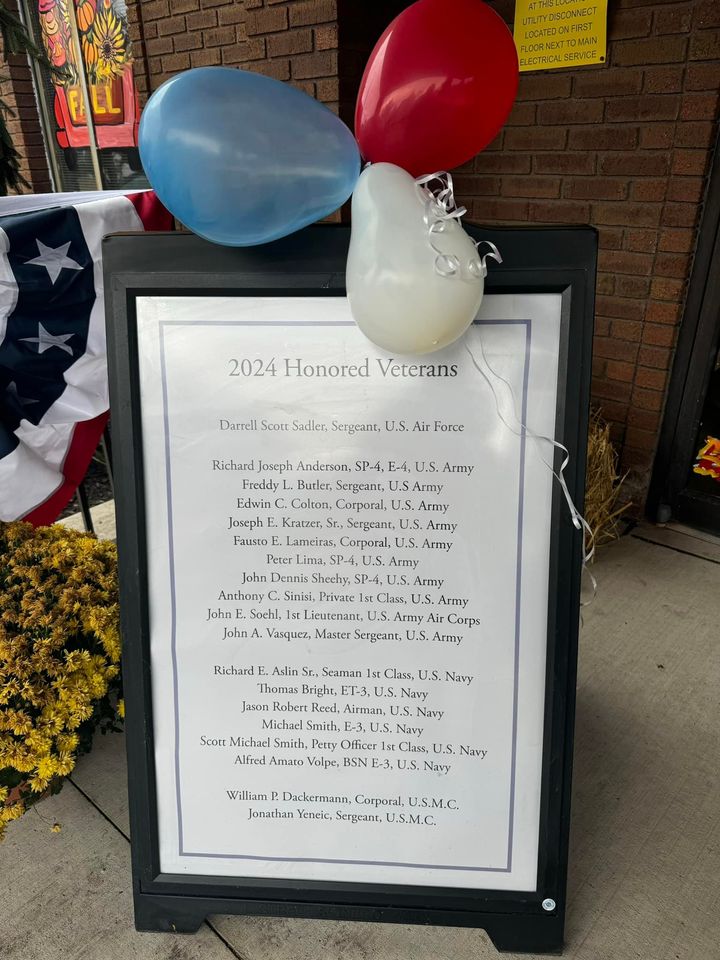 AT THIS LOCATION
UTILITY DISCONNECT
LOCATED ON FIRST
FLOOR NEXT TO MAIN
ELECTRICAL SERVICE
FALL
2024 Honored Veterans
Darrell Scott Sadler, Sergeant, U.S. Air Force
Richard Joseph Anderson, SP-4, E-4, U.S. Army
Freddy L. Butler, Sergeant, U.S Army
Edwin C. Colton, Corporal, U.S. Army
Joseph E. Kratzer, Sr., Sergeant, U.S. Army
Fausto E. Lameiras, Corporal, U.S. Army
Peter Lima, SP-4, U.S. Army
John Dennis Sheehy, SP-4, U.S. Army
Anthony C. Sinisi, Private 1st Class, U.S. Army
John E. Soehl, 1st Lieutenant, U.S. Army Air Corps
John A. Vasquez, Master Sergeant, U.S. Army
Richard E. Aslin Sr., Seaman 1st Class, U.S. Navy
Thomas Bright, ET-3, U.S. Navy
Jason Robert Reed, Airman, U.S. Navy
Michael Smith, E-3, U.S. Navy
Scott Michael Smith, Petty Officer 1st Class, U.S. Navy
Alfred Amato Volpe, BSN E-3, U.S. Navy
William P. Dackermann, Corporal, U.S.M.C.
Jonathan Yeneic, Sergeant, U.S.M.C.